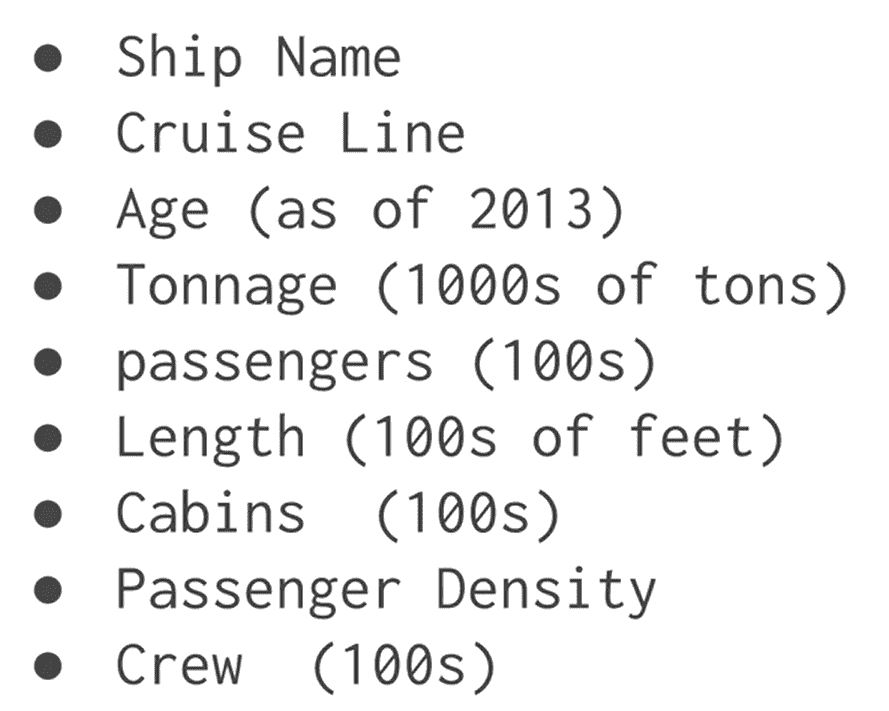 ● Ship Name
● Cruise Line
● Age (as of 2013)
● Tonnage (1000s of tons)
● passengers (100s)
● Length (100s of feet)
● Cabins  (100s)
● Passenger Density
● Crew  (100s)